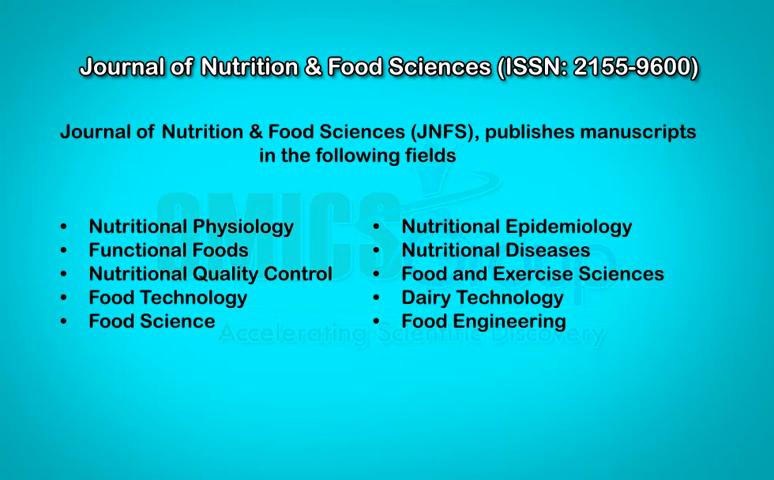 Journal of Nutrition & Food Sciences (ISSN: 2155-9600)
Journal of Nutrition & Food Sciences (JNFS), publishes manuscripts
in the following fields
• Nutritional Physiology
• Functional Foods
• Nutritional Quality Control
• Food Technology
• Food Science
• Nutritional Epidemiology
• Nutritional Diseases
• Food and Exercise Sciences
• Dairy Technology
• Food Engineering
OMICS
Group
Accelerating Scientific Discovery